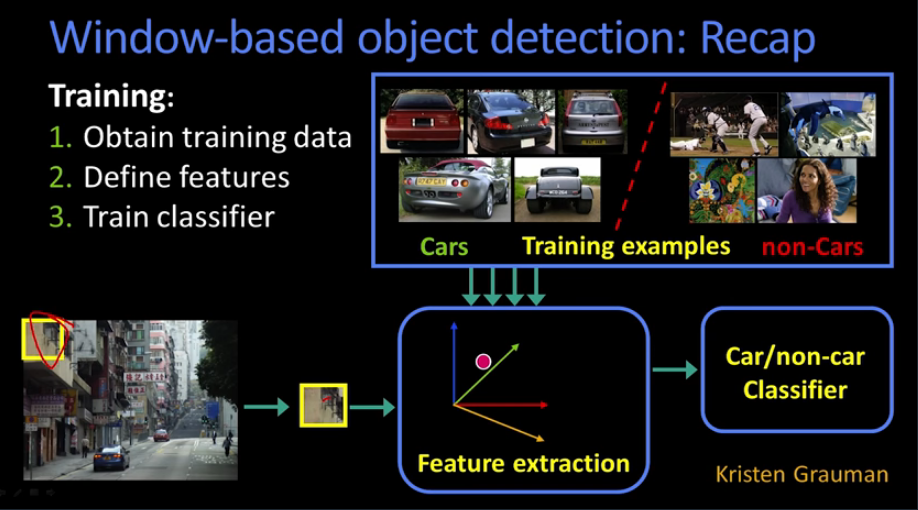 Window-based object detection: Recap
Training:
1. Obtain training data
2. Define features
3. Train classifier
Cars
Training examples
non-Cars
Car/non-car
Classifier
Feature extraction
Kristen Grauman